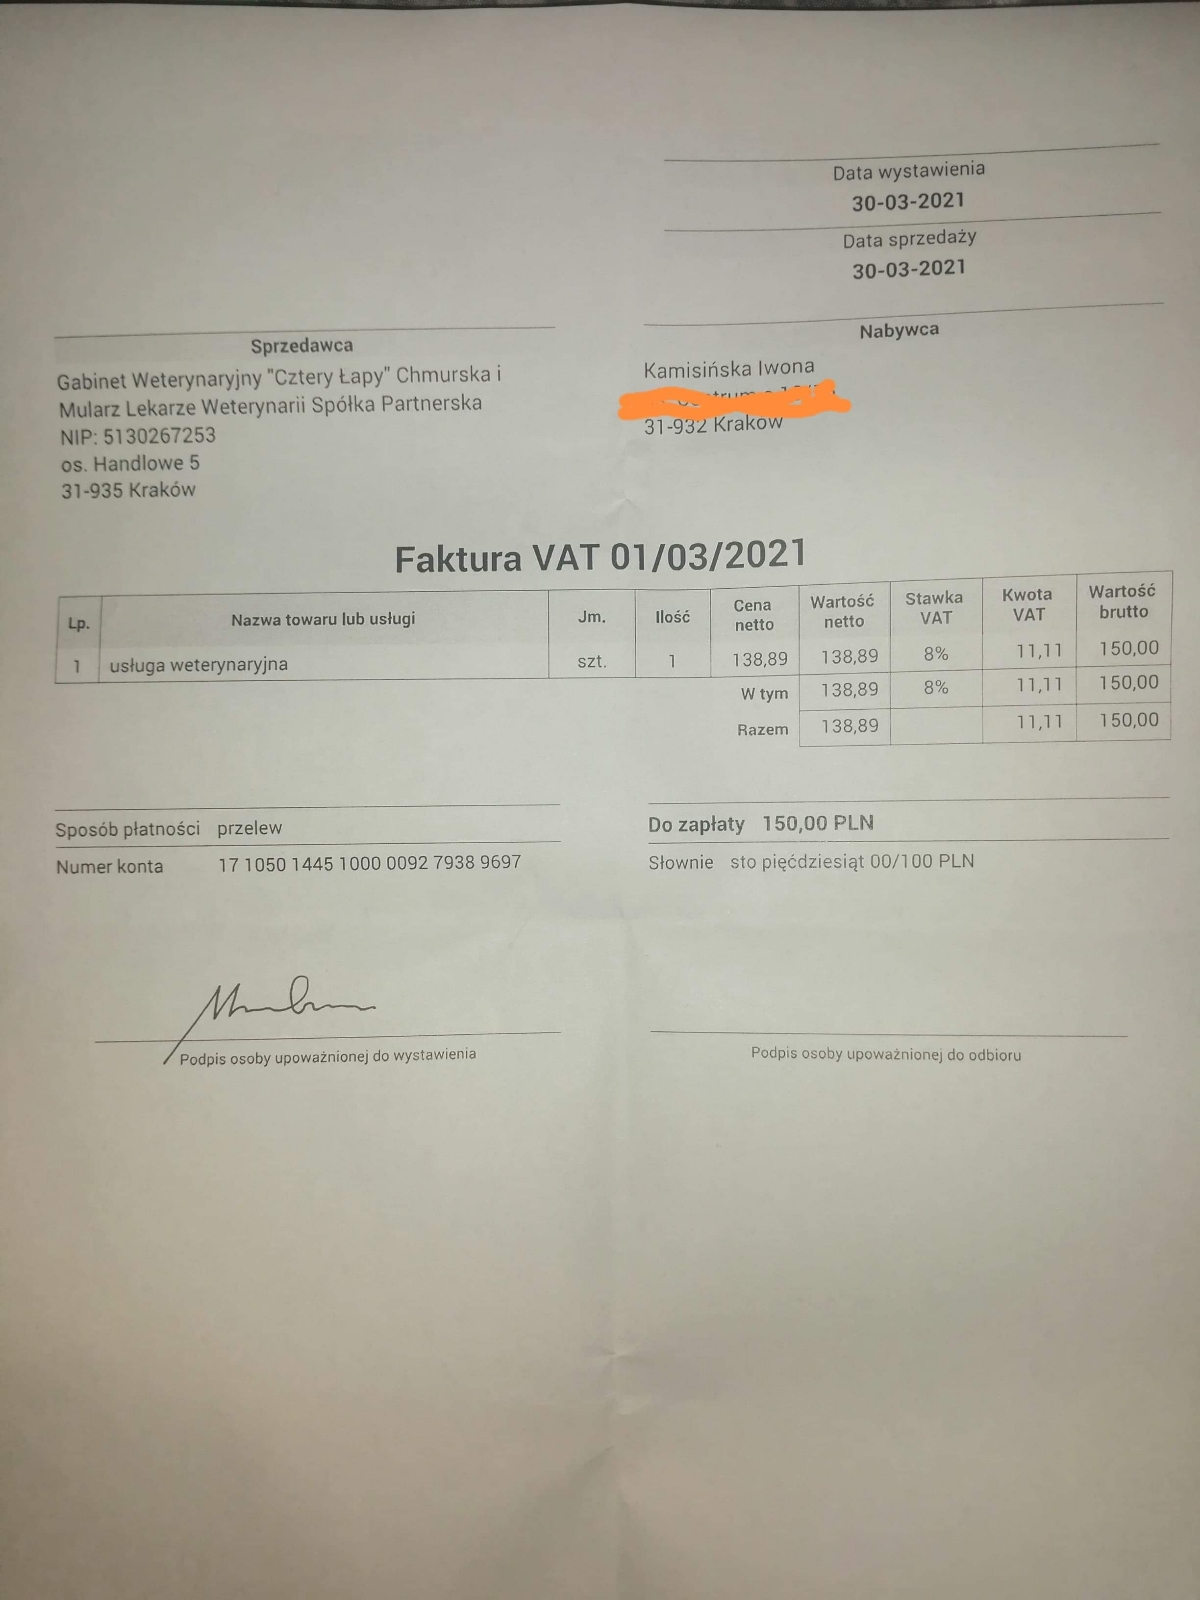 Data wystawienia
30-03-2021
Data sprzedaży
30-03-2021
Sprzedawca
Gabinet Weterynaryjny "Cztery Łapy" Chmurska i
Mularz Lekarze Weterynarii Spółka Partnerska
NIP: 5130267253
os. Handlowe 5
31-935 Kraków
Nabywca
Kamisińska Iwona
31-932 Kraków
Faktura VAT 01/03/2021
Lp. Nazwa towaru lub usługi Jm. Ilość Cena netto Wartość netto Stawka VAT Kwota VAT Wartość brutto
1 usługa weterynaryjna szt. 1 138,89 138,89 8% 11,11 150,00
W tym 138,89 8% 11,11 150,00
Razem 138,89 11,11 150,00
Sposób płatności przelew
Numer konta 17 1050 1445 1000 0092 7938 9697
Do zapłaty 150,00 PLN
Słownie sto pięćdziesiąt 00/100 PLN
Podpis osoby upoważnionej do wystawienia
Podpis osoby upoważnionej do odbioru